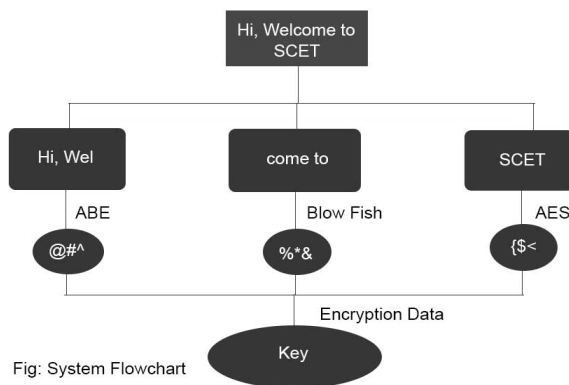 Hi, Welcome to
SCET
Hi, Wel
come to
SCET
ABE
Blow Fish
AES
@#^
%*&
{$<
Encryption Data
Key
Fig: System Flowchart